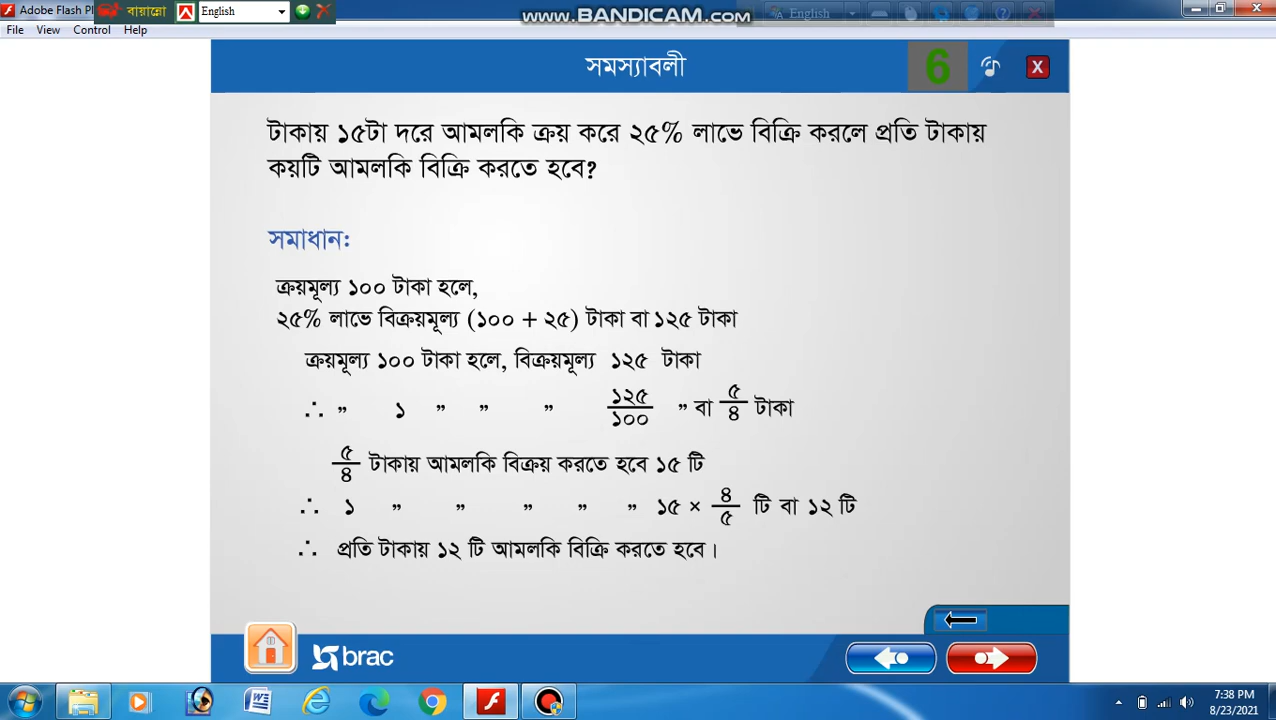 Adobe Flash Pl
বায়ান্নো
English
www.BANDICAM.com
English
File View Control Help
সমস্যাবলী
6
X
টাকায় ১৫টা দরে আমলকি ক্রয় করে ২৫% লাভে বিক্রি করলে প্রতি টাকায়
কয়টি আমলকি বিক্রি করতে হবে?
সমাধান:
ক্রয়মূল্য ১০০ টাকা হলে,
২৫% লাভে বিক্রয়মূল্য (১০০ + ২৫) টাকা বা ১২৫ টাকা
ক্রয়মূল্য ১০০ টাকা হলে, বিক্রয়মূল্য ১২৫ টাকা
∴ ” ১ ” ” ” ১২৫/১০০ ” বা ৫/৪ টাকা
৫/৪ টাকায় আমলকি বিক্রয় করতে হবে ১৫ টি
∴ ১ ” ” ” ” ” ১৫ × ৪/৫ টি বা ১২ টি
∴ প্রতি টাকায় ১২ টি আমলকি বিক্রি করতে হবে।
brac
7:38 PM
8/23/2021